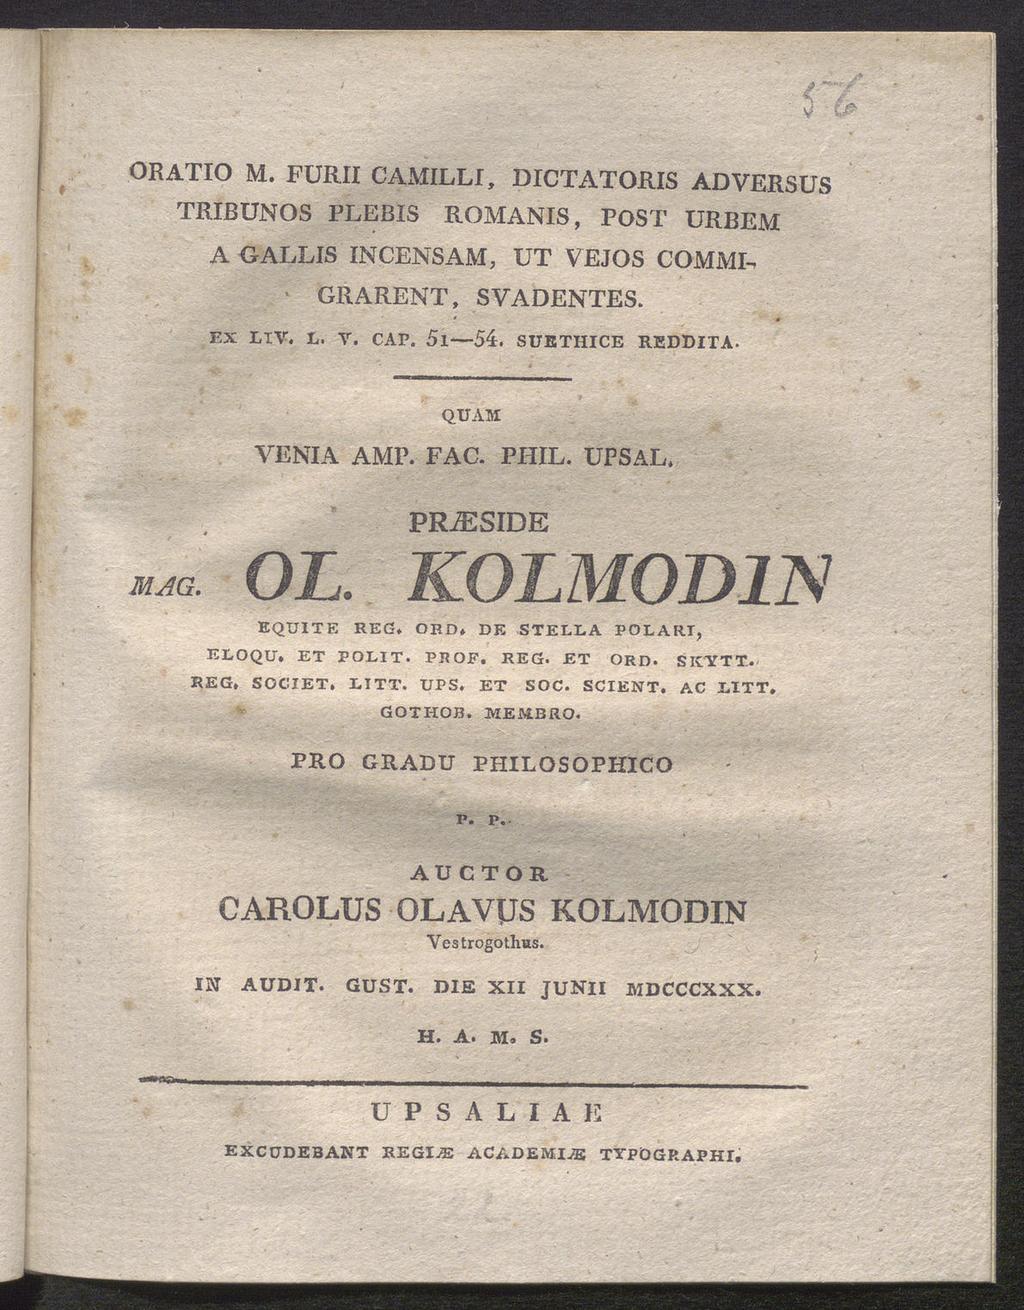 56
ORATIO M. FURII CAMILLI, DICTATORIS ADVERSUS
TRIBUNOS PLEBIS ROMANIS, POST URBEM
A GALLIS INCENSAM, UT VEJOS COMMI-
GRARENT, SVADENTES.
EX LIV. L. V. CAP. 51—54. SUETHICE REDDITA.
QUAM
VENIA AMP. FAC. PHIL. UPSAL.
PRÆSIDE
MAG. OL. KOLMODIN
EQUITE REG. ORD. DE STELLA POLARI,
ELOQU. ET POLIT. PROF. REG. ET ORD. SKYTT.
REG. SOCIET. LITT. UPS. ET SOC. SCIENT. AC LITT.
GOTHOB. MEMBRO.
PRO GRADU PHILOSOPHICO
P. P.
AUCTOR
CAROLUS OLAVUS KOLMODIN
Vestrogothus.
IN AUDIT. GUST. DIE XII JUNII MDCCCXXX.
H. A. M. S.
UPSALIAE
EXCUDEBANT REGIÆ ACADEMIÆ TYPOGRAPHI.